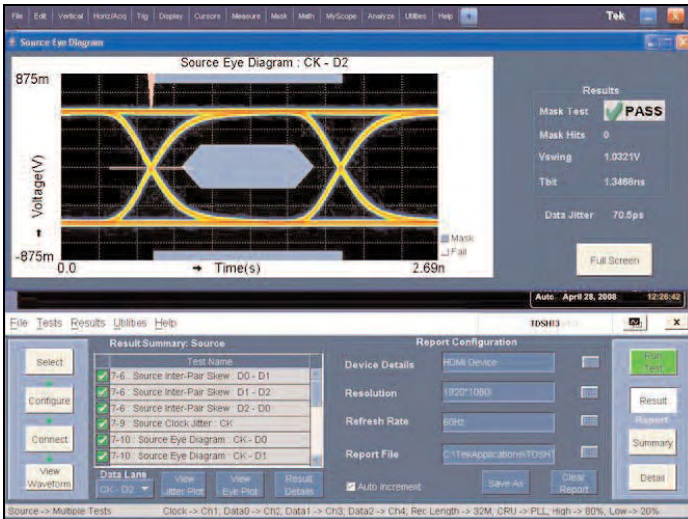 File Edit Vertical Horiz/Acq Trig Display Cursors Measure Mask Math MyScope Analyze Utilities Help Tek
Source Eye Diagram
Source Eye Diagram : CK - D2
875m
Voltage(V)
-875m
0.0
Time(s)
2.69n
Mask
Fail
Results
Mask Test PASS
Mask Hits 0
Vswing 1.0321V
Tbit 1.3468ns
Data Jitter 70.5ps
Full Screen
Auto April 28, 2008 12:26:42
File Tests Results Utilities Help
TDSHT3
Select
Configure
Connect
View Waveform
Result Summary: Source
Test Name
7-6 : Source Inter-Pair Skew : D0 - D1
7-6 : Source Inter-Pair Skew : D1 - D2
7-6 : Source Inter-Pair Skew : D2 - D0
7-9 : Source Clock Jitter : CK
7-10 : Source Eye Diagram : CK - D0
7-10 : Source Eye Diagram : CK - D1
Data Lane
CK - D2
View Jitter Plot
View Eye Plot
Result Details
Report Configuration
Device Details HDMI Device
Resolution 1920*1080i
Refresh Rate 60Hz
Report File C:\TekApplications\TDSHT
Auto Increment
Save As
Clear Report
Run Test
Result
Report
Summary
Detail
Source -> Multiple Tests
Clock -> Ch1, Data0 -> Ch2, Data1 -> Ch3, Data2 -> Ch4, Rec Length -> 32M, CRU -> PLL, High -> 80%, Low -> 20%